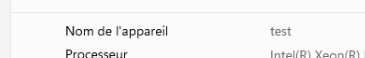 Nom de l'appareil test
Processeur Intel(R) Xeon(R)